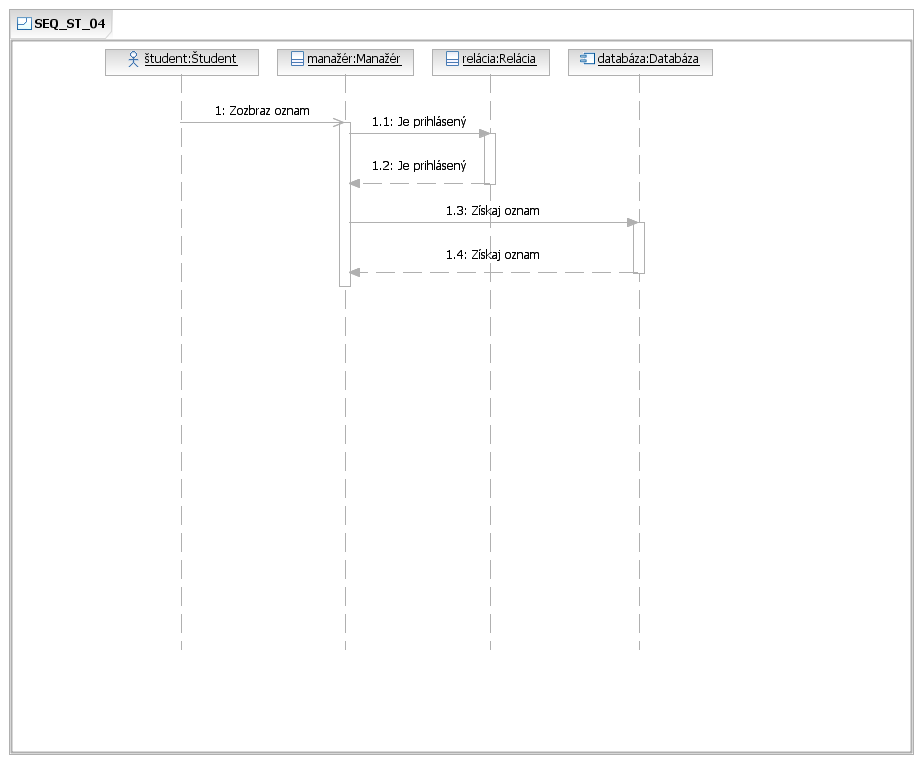 SEQ_ST_04
študent:Študent
manažér:Manažér
relácia:Relácia
databáza:Databáza
1: Zozbraz oznam
1.1: Je prihlásený
1.2: Je prihlásený
1.3: Získaj oznam
1.4: Získaj oznam